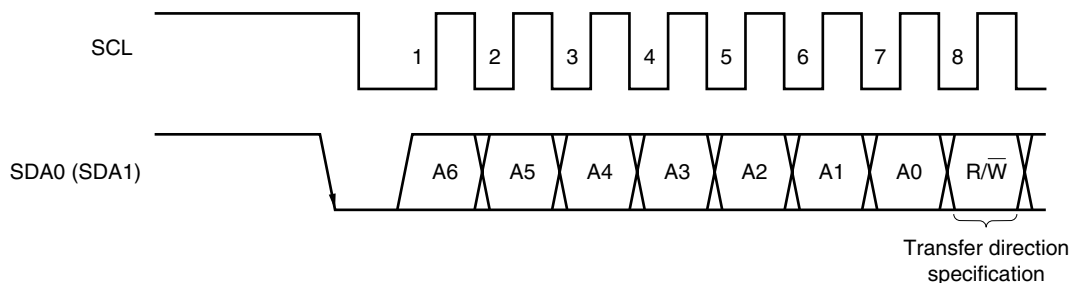 SCL
1 2 3 4 5 6 7 8
SDA0 (SDA1)
A6 A5 A4 A3 A2 A1 A0 R/W̅
Transfer direction
specification